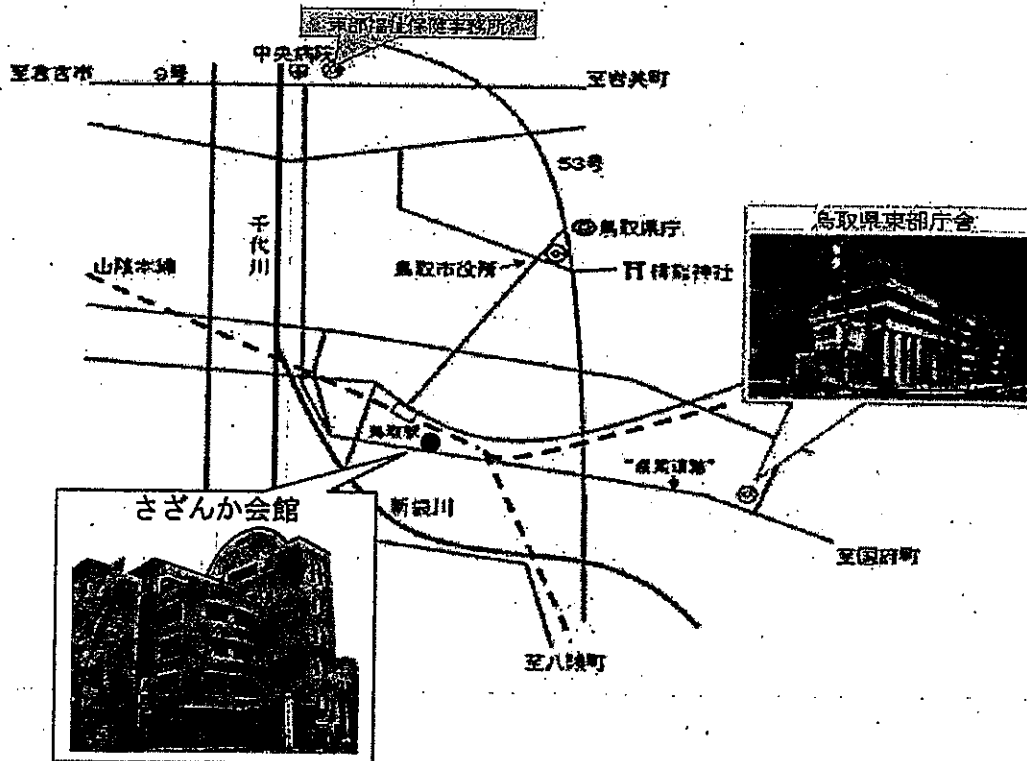 東部福祉保健事務所
中央病院
至倉吉市
9号
至岩美町
53号
千代川
鳥取県庁
鳥取県東部庁舎
山陰本線
鳥取市役所
神社
鳥取駅
さざんか会館
新袋川
至国府町
至八頭町